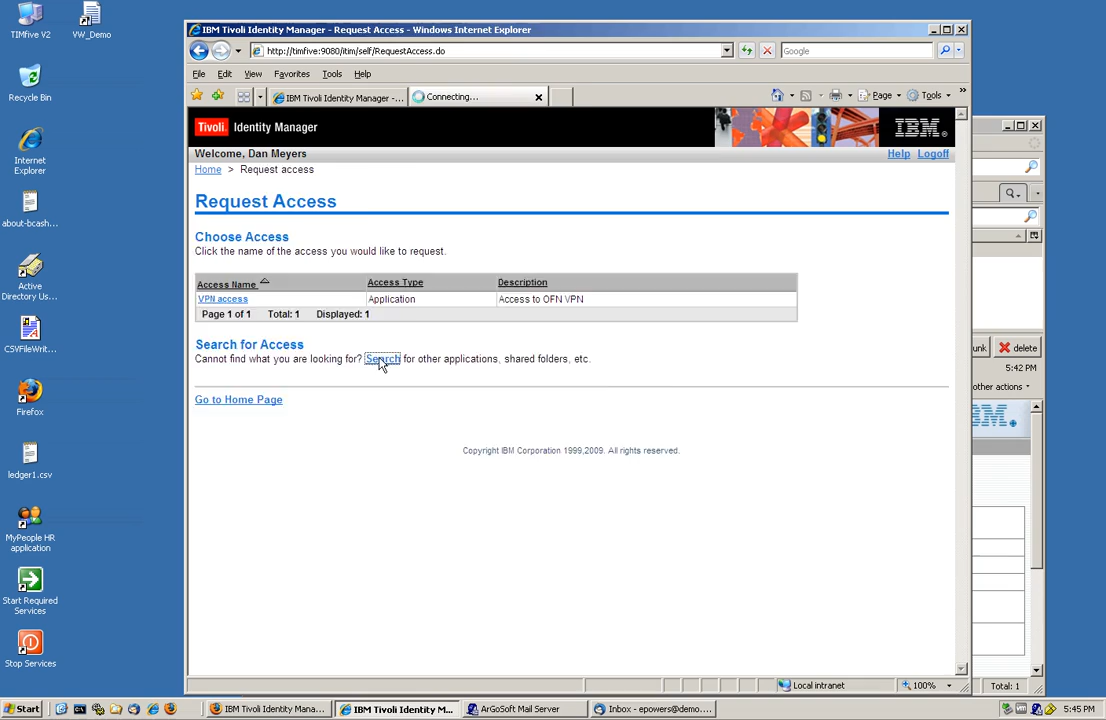 TIMfive V2
VW_Demo
Recycle Bin
Internet
Explorer
about-bcash...
Active
Directory Us...
CSVFileWrit...
Firefox
ledger1.csv
MyPeople HR
application
Start Required
Services
Stop Services
IBM Tivoli Identity Manager - Request Access - Windows Internet Explorer
http://timfive:9080/itim/self/RequestAccess.do
Google
File Edit View Favorites Tools Help
IBM Tivoli Identity Manager -...
Connecting...
Page
Tools
Tivoli. Identity Manager
IBM.
Welcome, Dan Meyers
Help Logoff
Home > Request access
Request Access
Choose Access
Click the name of the access you would like to request.
Access Name Access Type Description
VPN access Application Access to OFN VPN
Page 1 of 1 Total: 1 Displayed: 1
Search for Access
Cannot find what you are looking for? Search for other applications, shared folders, etc.
Go to Home Page
Copyright IBM Corporation 1999,2009. All rights reserved.
unk
delete
5:42 PM
other actions
Local intranet
100%
Total: 1
Start
IBM Tivoli Identity Mana...
IBM Tivoli Identity M...
ArGoSoft Mail Server
Inbox - epowers@demo....
5:45 PM